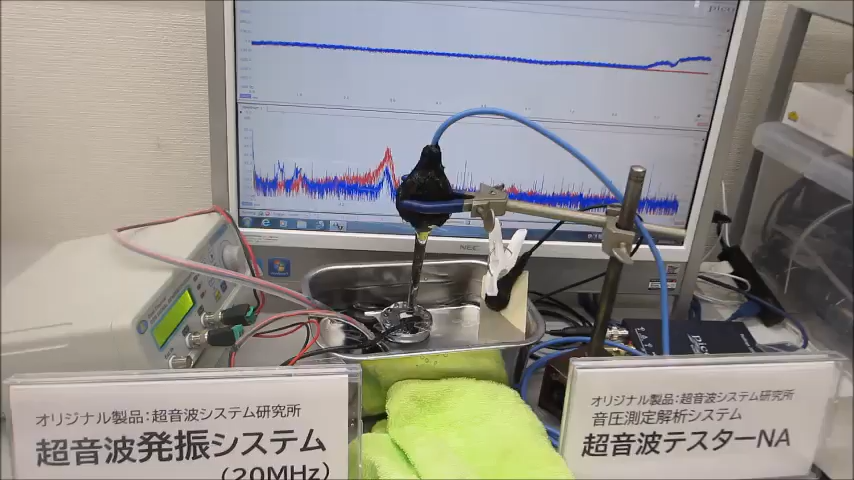 pico
NEC
pico
オリジナル製品:超音波システム研究所
超音波発振システム
(20MHz)
オリジナル製品:超音波システム研究所
音圧測定解析システム
超音波テスターNA